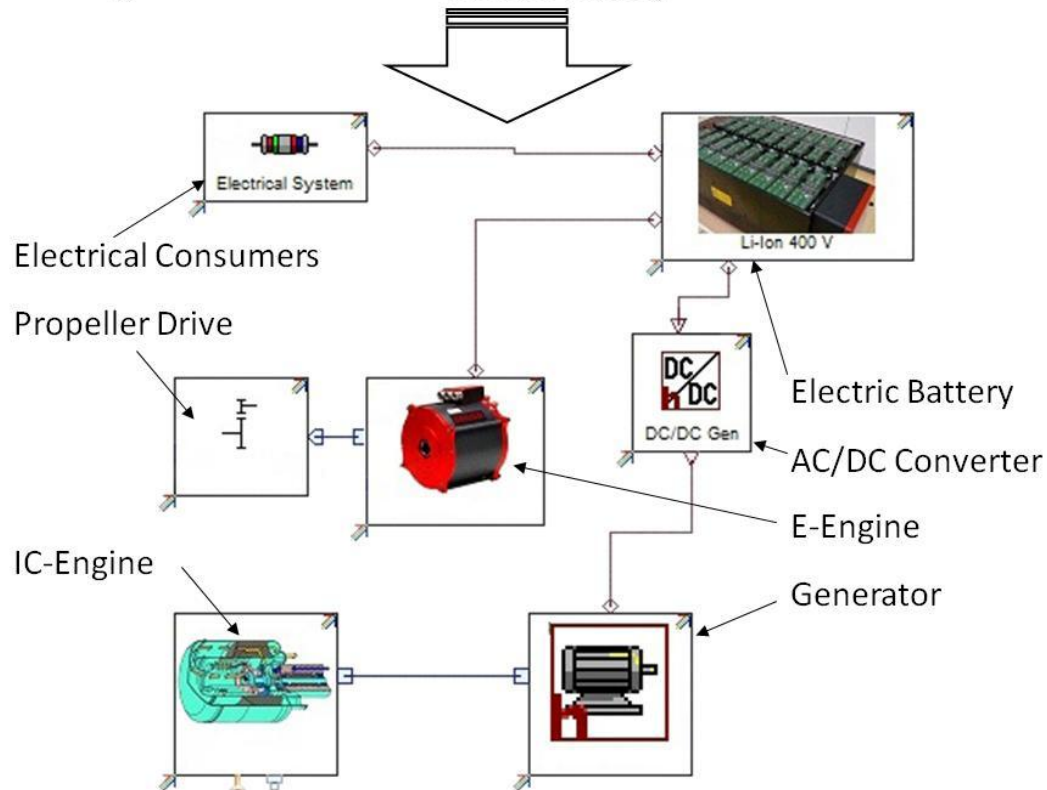 Electrical System
Li-Ion 400 V
Electrical Consumers
Propeller Drive
DC
DC
DC/DC Gen
Electric Battery
AC/DC Converter
E-Engine
IC-Engine
Generator